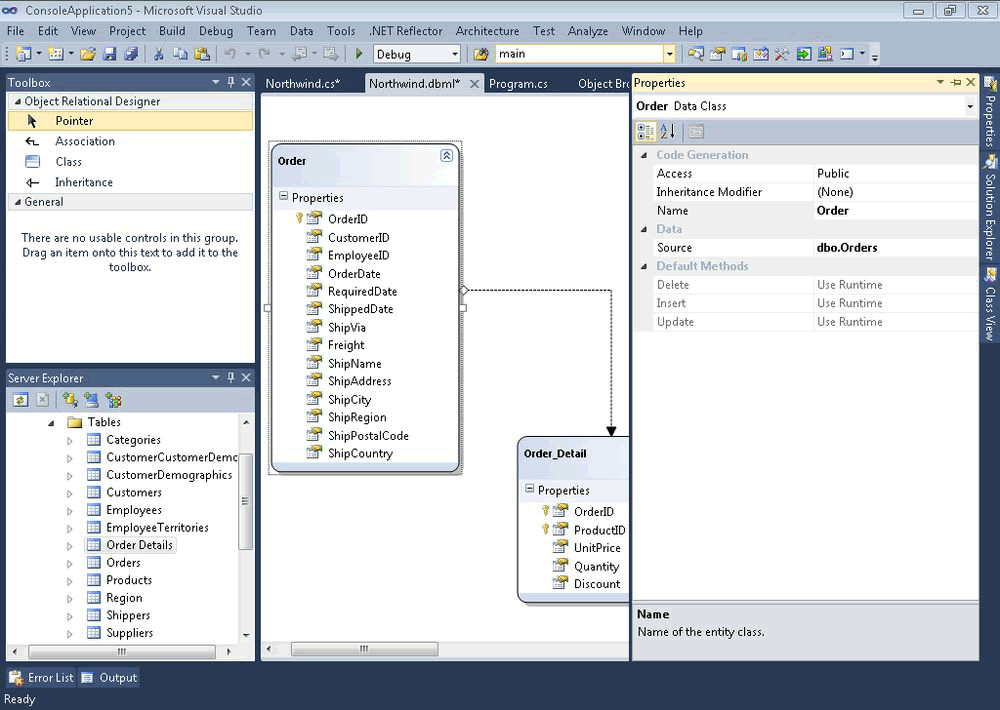 ConsoleApplication5 - Microsoft Visual Studio
File Edit View Project Build Debug Team Data Tools .NET Reflector Architecture Test Analyze Window Help
Debug main
Toolbox
Object Relational Designer
Pointer
Association
Class
Inheritance
General
There are no usable controls in this group.
Drag an item onto this text to add it to the
toolbox.
Server Explorer
Tables
Categories
CustomerCustomerDemo
CustomerDemographics
Customers
Employees
EmployeeTerritories
Order Details
Orders
Products
Region
Shippers
Suppliers
Northwind.cs* Northwind.dbml* Program.cs Object Bro
Order
Properties
OrderID
CustomerID
EmployeeID
OrderDate
RequiredDate
ShippedDate
ShipVia
Freight
ShipName
ShipAddress
ShipCity
ShipRegion
ShipPostalCode
ShipCountry
Order_Detail
Properties
OrderID
ProductID
UnitPrice
Quantity
Discount
Properties
Order Data Class
Code Generation
Access Public
Inheritance Modifier (None)
Name Order
Data
Source dbo.Orders
Default Methods
Delete Use Runtime
Insert Use Runtime
Update Use Runtime
Name
Name of the entity class.
Properties
Solution Explorer
Class View
Error List Output
Ready